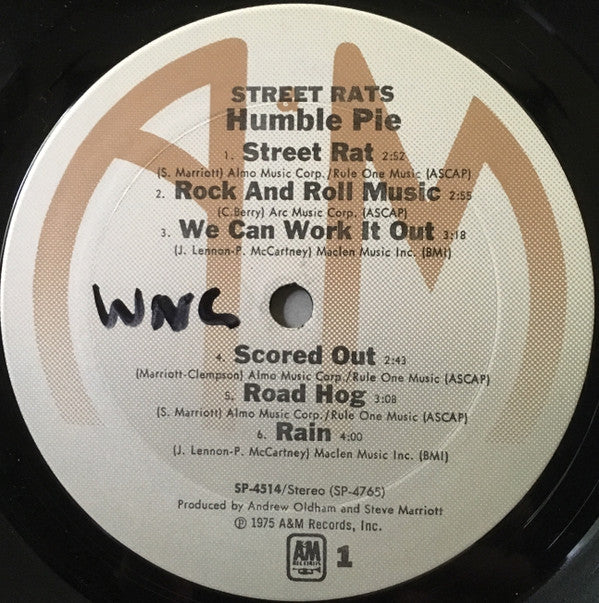 STREET RATS
Humble Pie
1. Street Rat 2:52
(S. Marriott) Almo Music Corp./Rule One Music (ASCAP)
2. Rock And Roll Music 2:55
(C.Berry) Arc Music Corp. (ASCAP)
3. We Can Work It Out 3:18
(J. Lennon-P. McCartney) Maclen Music Inc. (BMI)
WNC
4. Scored Out 2:43
(Marriott-Clempson) Almo Music Corp./Rule One Music (ASCAP)
5. Road Hog 3:08
(S. Marriott) Almo Music Corp./Rule One Music (ASCAP)
6. Rain 4:00
(J. Lennon-P. McCartney) Maclen Music Inc. (BMI)
SP-4514/Stereo (SP-4765)
Produced by Andrew Oldham and Steve Marriott
℗ 1975 A&M Records, Inc.
AM
RECORDS
1